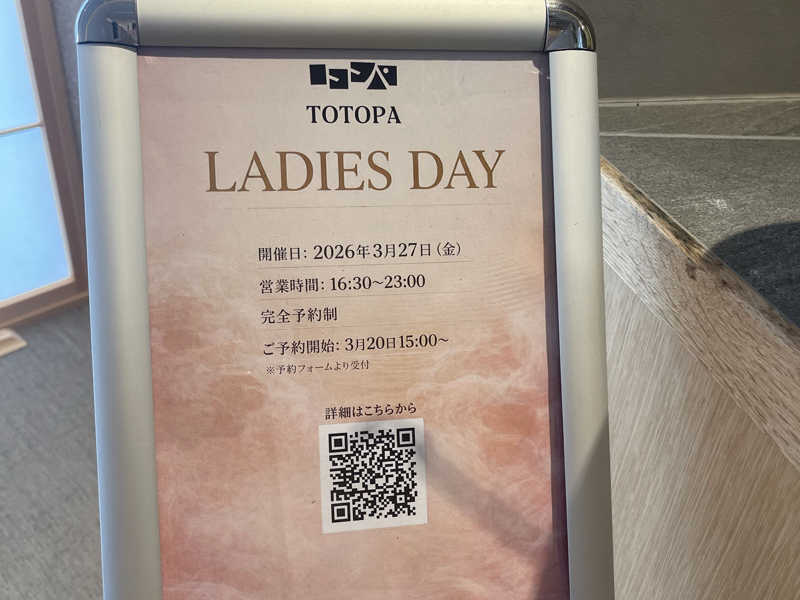 トトノパ
TOTOPA
LADIES DAY
開催日: 2026年3月27日(金)
営業時間: 16:30~23:00
完全予約制
ご予約開始: 3月20日15:00~
※予約フォームより受付
詳細はこちらから